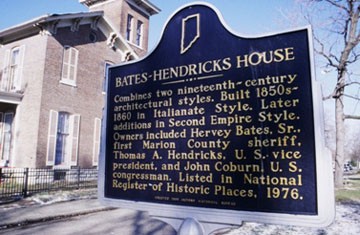 BATES-HENDRICKS HOUSE
Combines two nineteenth-century
architectural styles. Built 1850s-
1860 in Italianate Style. Later
additions in Second Empire Style.
Owners included Hervey Bates, Sr.,
first Marion County sheriff,
Thomas A. Hendricks, U. S. vice
president, and John Coburn, U. S.
congressman. Listed in National
Register of Historic Places, 1976.